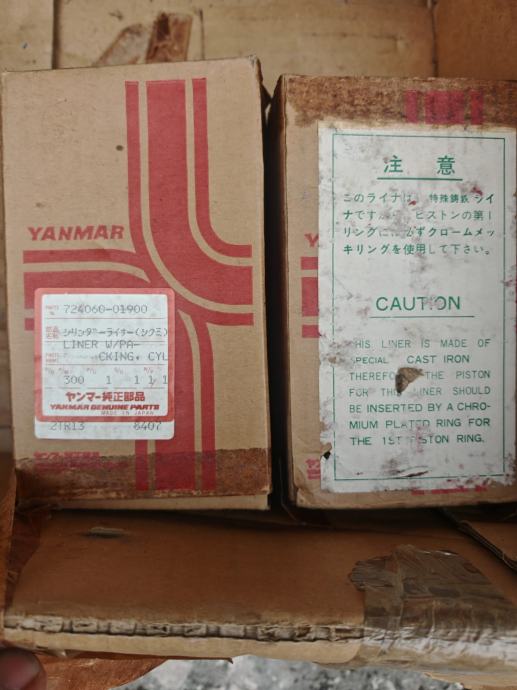 YANMAR
724060-01900
シリンダーライナー(シクミ)
LINER W/PA-
CKING, CYL
300 1 1 1 1
ヤンマー純正部品
YANMAR GENUINE PARTS
MADE IN JAPAN
2TR13 8407
注意
このライナは、特殊鋳鉄ライ
ナです ピストンの第1
リングには必ずクロームメッ
キリングを使用して下さい。
CAUTION
THIS LINER IS MADE OF
SPECIAL CAST IRON
THEREFORE THE PISTON
FOR THIS LINER SHOULD
BE INSERTED BY A CHRO-
MIUM PLATED RING FOR
THE 1ST PISTON RING.